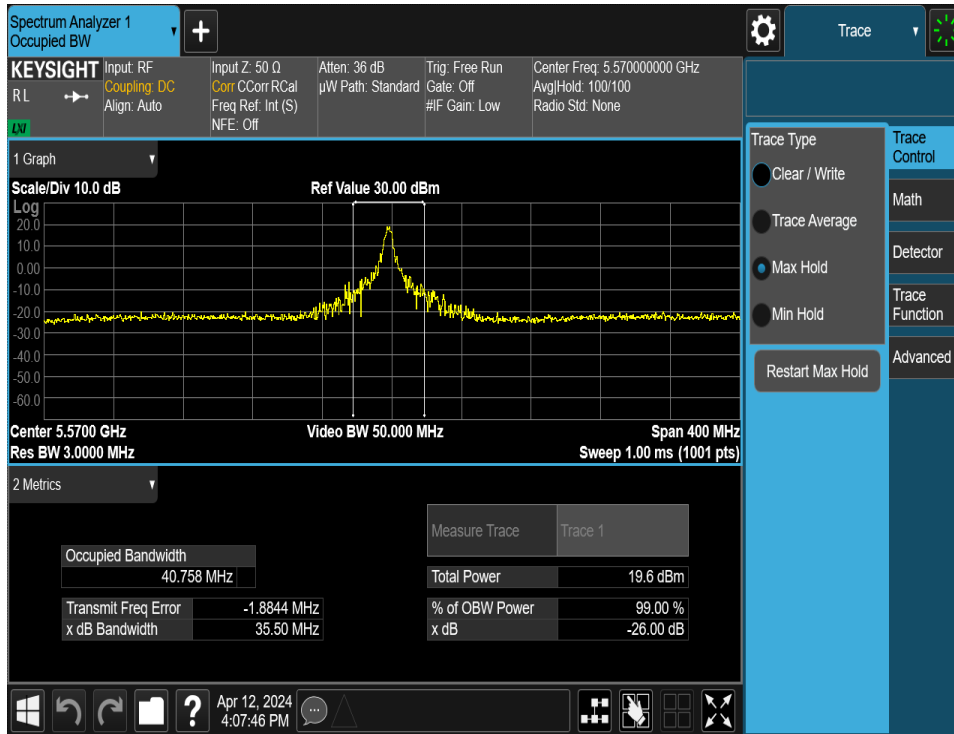 Spectrum Analyzer 1
Occupied BW
+
Trace
KEYSIGHT
R L
LXI
Input: RF
Coupling: DC
Align: Auto
Input Z: 50 Ω
Corr CCorr RCal
Freq Ref: Int (S)
NFE: Off
Atten: 36 dB
µW Path: Standard
Trig: Free Run
Gate: Off
#IF Gain: Low
Center Freq: 5.570000000 GHz
Avg|Hold: 100/100
Radio Std: None
1 Graph
Scale/Div 10.0 dB
Ref Value 30.00 dBm
Log
20.0
10.0
0.00
-10.0
-20.0
-30.0
-40.0
-50.0
-60.0
Center 5.5700 GHz
Video BW 50.000 MHz
Span 400 MHz
Res BW 3.0000 MHz
Sweep 1.00 ms (1001 pts)
2 Metrics
Measure Trace
Trace 1
Occupied Bandwidth
40.758 MHz
Total Power
19.6 dBm
Transmit Freq Error
-1.8844 MHz
% of OBW Power
99.00 %
x dB Bandwidth
35.50 MHz
x dB
-26.00 dB
Trace Type
Clear / Write
Trace Average
Max Hold
Min Hold
Restart Max Hold
Trace
Control
Math
Detector
Trace
Function
Advanced
?
Apr 12, 2024
4:07:46 PM